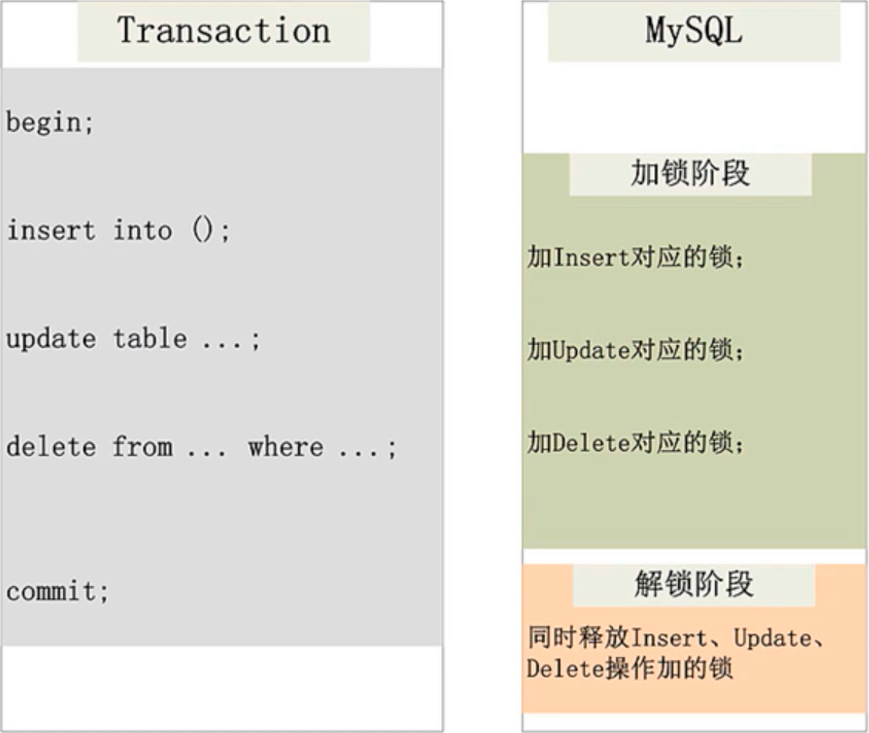 Transaction
begin;
insert into ();
update table ...;
delete from ... where ...;
commit;
MySQL
加锁阶段
加Insert对应的锁;
加Update对应的锁;
加Delete对应的锁;
解锁阶段
同时释放Insert、Update、
Delete操作加的锁